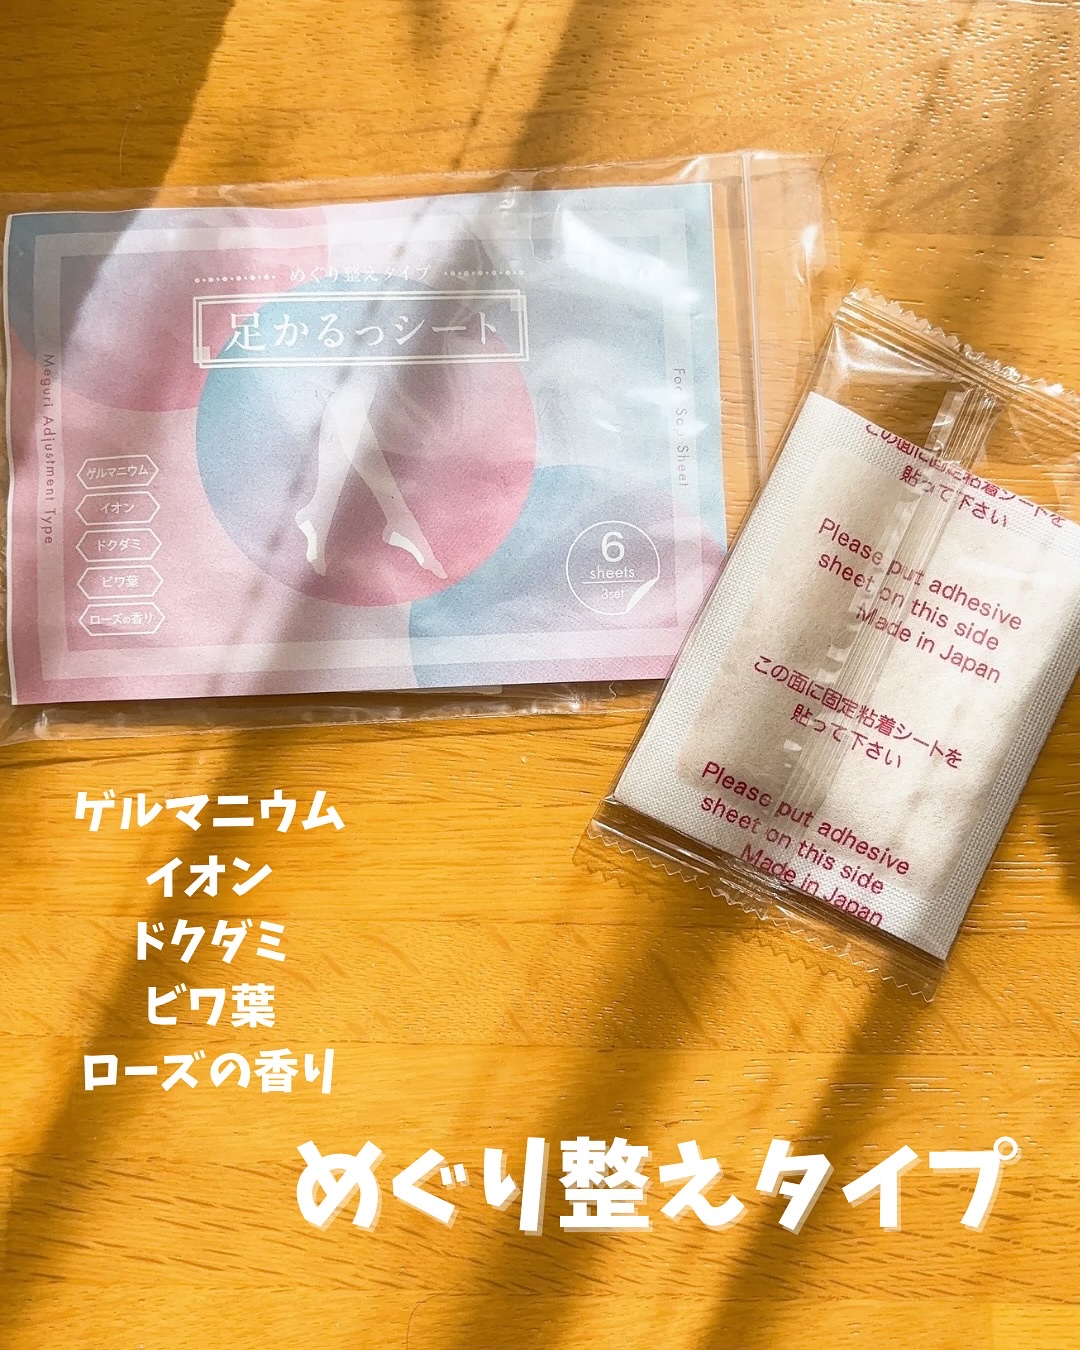 めぐり整えタイプ
足かるっシート
Meguri Adjustment Type
For Sap Sheet
ゲルマニウム
イオン
ドクダミ
ビワ葉
ローズの香り
6
sheets
3set
この面に固定粘着シートを
貼って下さい
Please put adhesive
sheet on this side
Made in Japan
この面に固定粘着シートを
貼って下さい
Please put adhesive
sheet on this side
Made in Japan
ゲルマニウム
イオン
ドクダミ
ビワ葉
ローズの香り
めぐり整えタイプ